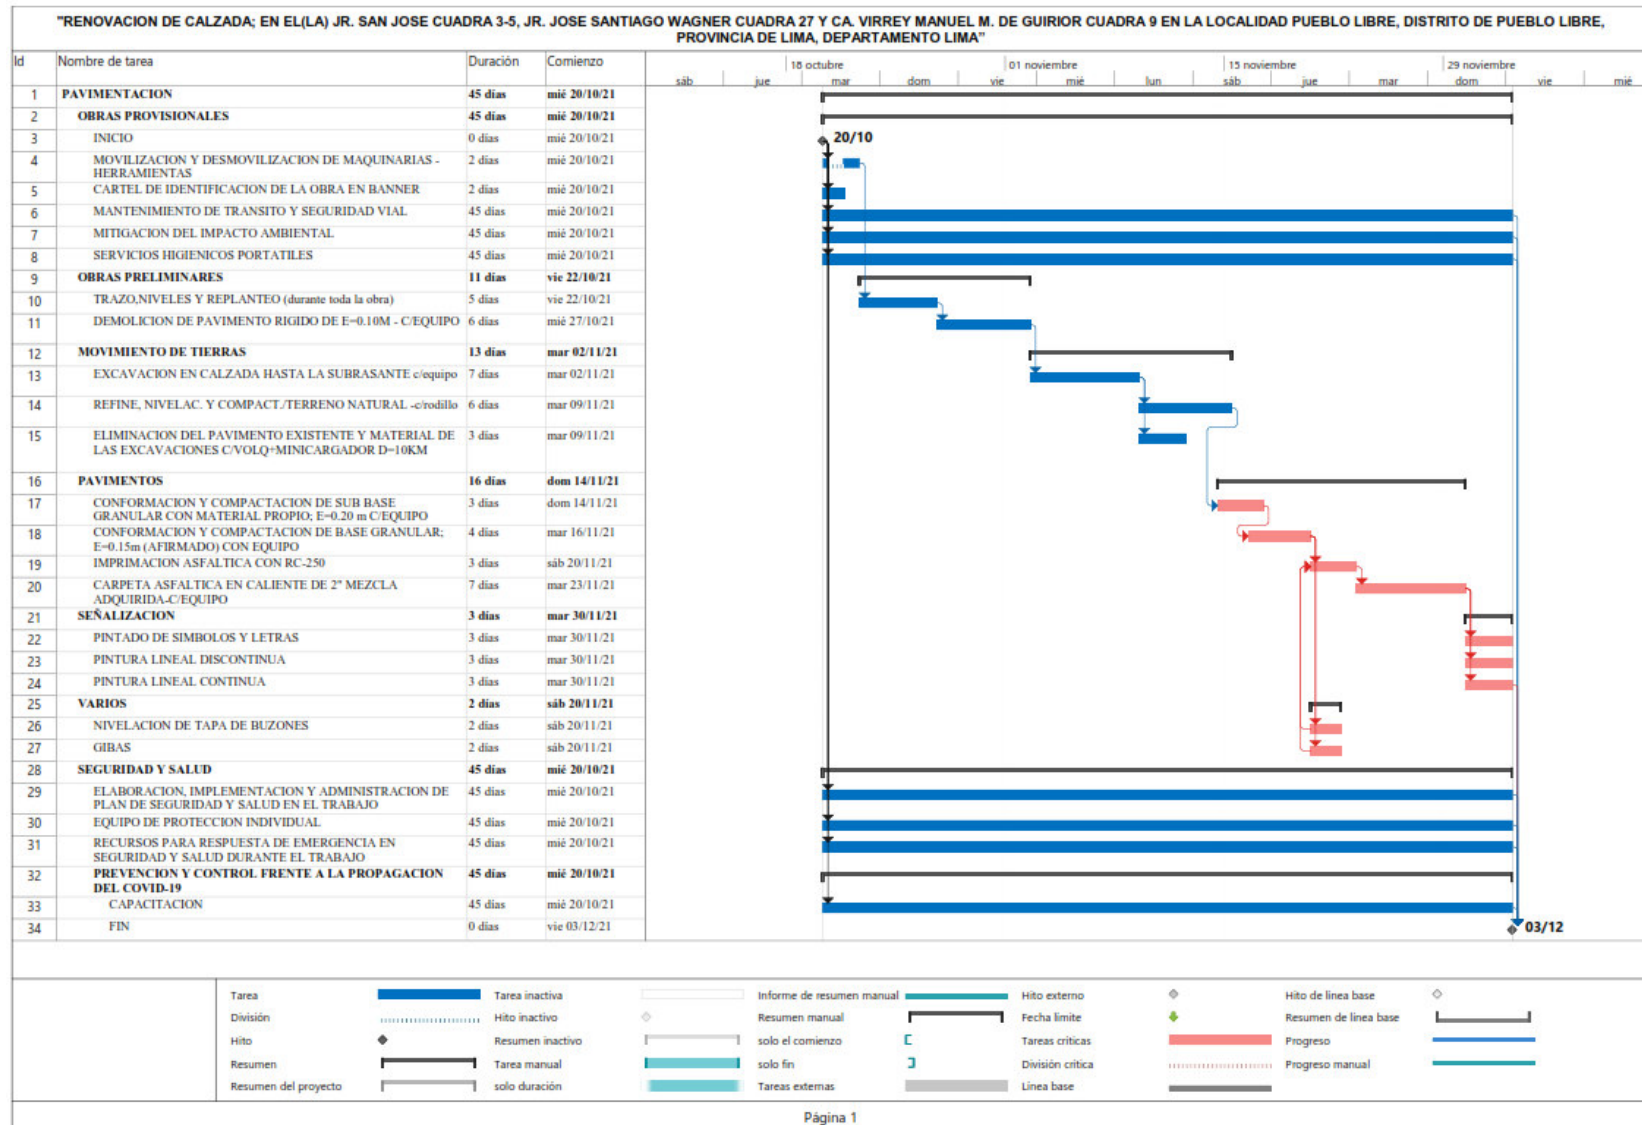 "RENOVACION DE CALZADA; EN EL(LA) JR. SAN JOSE CUADRA 3-5, JR. JOSE SANTIAGO WAGNER CUADRA 27 Y CA. VIRREY MANUEL M. DE GUIRIOR CUADRA 9 EN LA LOCALIDAD PUEBLO LIBRE, DISTRITO DE PUEBLO LIBRE,
PROVINCIA DE LIMA, DEPARTAMENTO LIMA"
Id Nombre de tarea Duración Comienzo 18 octubre 01 noviembre 15 noviembre 29 noviembre
sáb jue mar dom vie mié lun sáb jue mar dom vie mié
1 PAVIMENTACION 45 días mié 20/10/21
2 OBRAS PROVISIONALES 45 días mié 20/10/21
3 INICIO 0 días mié 20/10/21 20/10
4 MOVILIZACION Y DESMOVILIZACION DE MAQUINARIAS - 2 días mié 20/10/21
HERRAMIENTAS
5 CARTEL DE IDENTIFICACION DE LA OBRA EN BANNER 2 días mié 20/10/21
6 MANTENIMIENTO DE TRANSITO Y SEGURIDAD VIAL 45 días mié 20/10/21
7 MITIGACION DEL IMPACTO AMBIENTAL 45 días mié 20/10/21
8 SERVICIOS HIGIENICOS PORTATILES 45 días mié 20/10/21
9 OBRAS PRELIMINARES 11 días vie 22/10/21
10 TRAZO,NIVELES Y REPLANTEO (durante toda la obra) 5 días vie 22/10/21
11 DEMOLICION DE PAVIMENTO RIGIDO DE E=0.10M - C/EQUIPO 6 días mié 27/10/21
12 MOVIMIENTO DE TIERRAS 13 días mar 02/11/21
13 EXCAVACION EN CALZADA HASTA LA SUBRASANTE c/equipo 7 días mar 02/11/21
14 REFINE, NIVELAC. Y COMPACT./TERRENO NATURAL -c/rodillo 6 días mar 09/11/21
15 ELIMINACION DEL PAVIMENTO EXISTENTE Y MATERIAL DE 3 días mar 09/11/21
LAS EXCAVACIONES C/VOLQ+MINICARGADOR D=10KM
16 PAVIMENTOS 16 días dom 14/11/21
17 CONFORMACION Y COMPACTACION DE SUB BASE 3 días dom 14/11/21
GRANULAR CON MATERIAL PROPIO; E=0.20 m C/EQUIPO
18 CONFORMACION Y COMPACTACION DE BASE GRANULAR; 4 días mar 16/11/21
E=0.15m (AFIRMADO) CON EQUIPO
19 IMPRIMACION ASFALTICA CON RC-250 3 días sáb 20/11/21
20 CARPETA ASFALTICA EN CALIENTE DE 2" MEZCLA 7 días mar 23/11/21
ADQUIRIDA-C/EQUIPO
21 SEÑALIZACION 3 días mar 30/11/21
22 PINTADO DE SIMBOLOS Y LETRAS 3 días mar 30/11/21
23 PINTURA LINEAL DISCONTINUA 3 días mar 30/11/21
24 PINTURA LINEAL CONTINUA 3 días mar 30/11/21
25 VARIOS 2 días sáb 20/11/21
26 NIVELACION DE TAPA DE BUZONES 2 días sáb 20/11/21
27 GIBAS 2 días sáb 20/11/21
28 SEGURIDAD Y SALUD 45 días mié 20/10/21
29 ELABORACION, IMPLEMENTACION Y ADMINISTRACION DE 45 días mié 20/10/21
PLAN DE SEGURIDAD Y SALUD EN EL TRABAJO
30 EQUIPO DE PROTECCION INDIVIDUAL 45 días mié 20/10/21
31 RECURSOS PARA RESPUESTA DE EMERGENCIA EN 45 días mié 20/10/21
SEGURIDAD Y SALUD DURANTE EL TRABAJO
32 PREVENCION Y CONTROL FRENTE A LA PROPAGACION 45 días mié 20/10/21
DEL COVID-19
33 CAPACITACION 45 días mié 20/10/21
34 FIN 0 días vie 03/12/21 03/12
Tarea Tarea inactiva Informe de resumen manual Hito externo Hito de línea base
División Hito inactivo Resumen manual Fecha límite Resumen de línea base
Hito Resumen inactivo solo el comienzo Tareas críticas Progreso
Resumen Tarea manual solo fin División crítica Progreso manual
Resumen del proyecto solo duración Tareas externas Línea base
Página 1